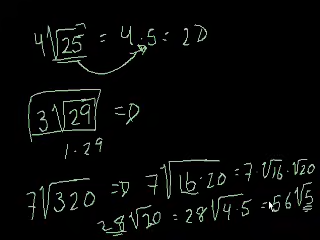 4√25 = 4·5 = 20
3√29 = D
1·29
7√320 = D 7√16·20 = 7·√16·√20
28√20 = 28√4·5 = 56√5